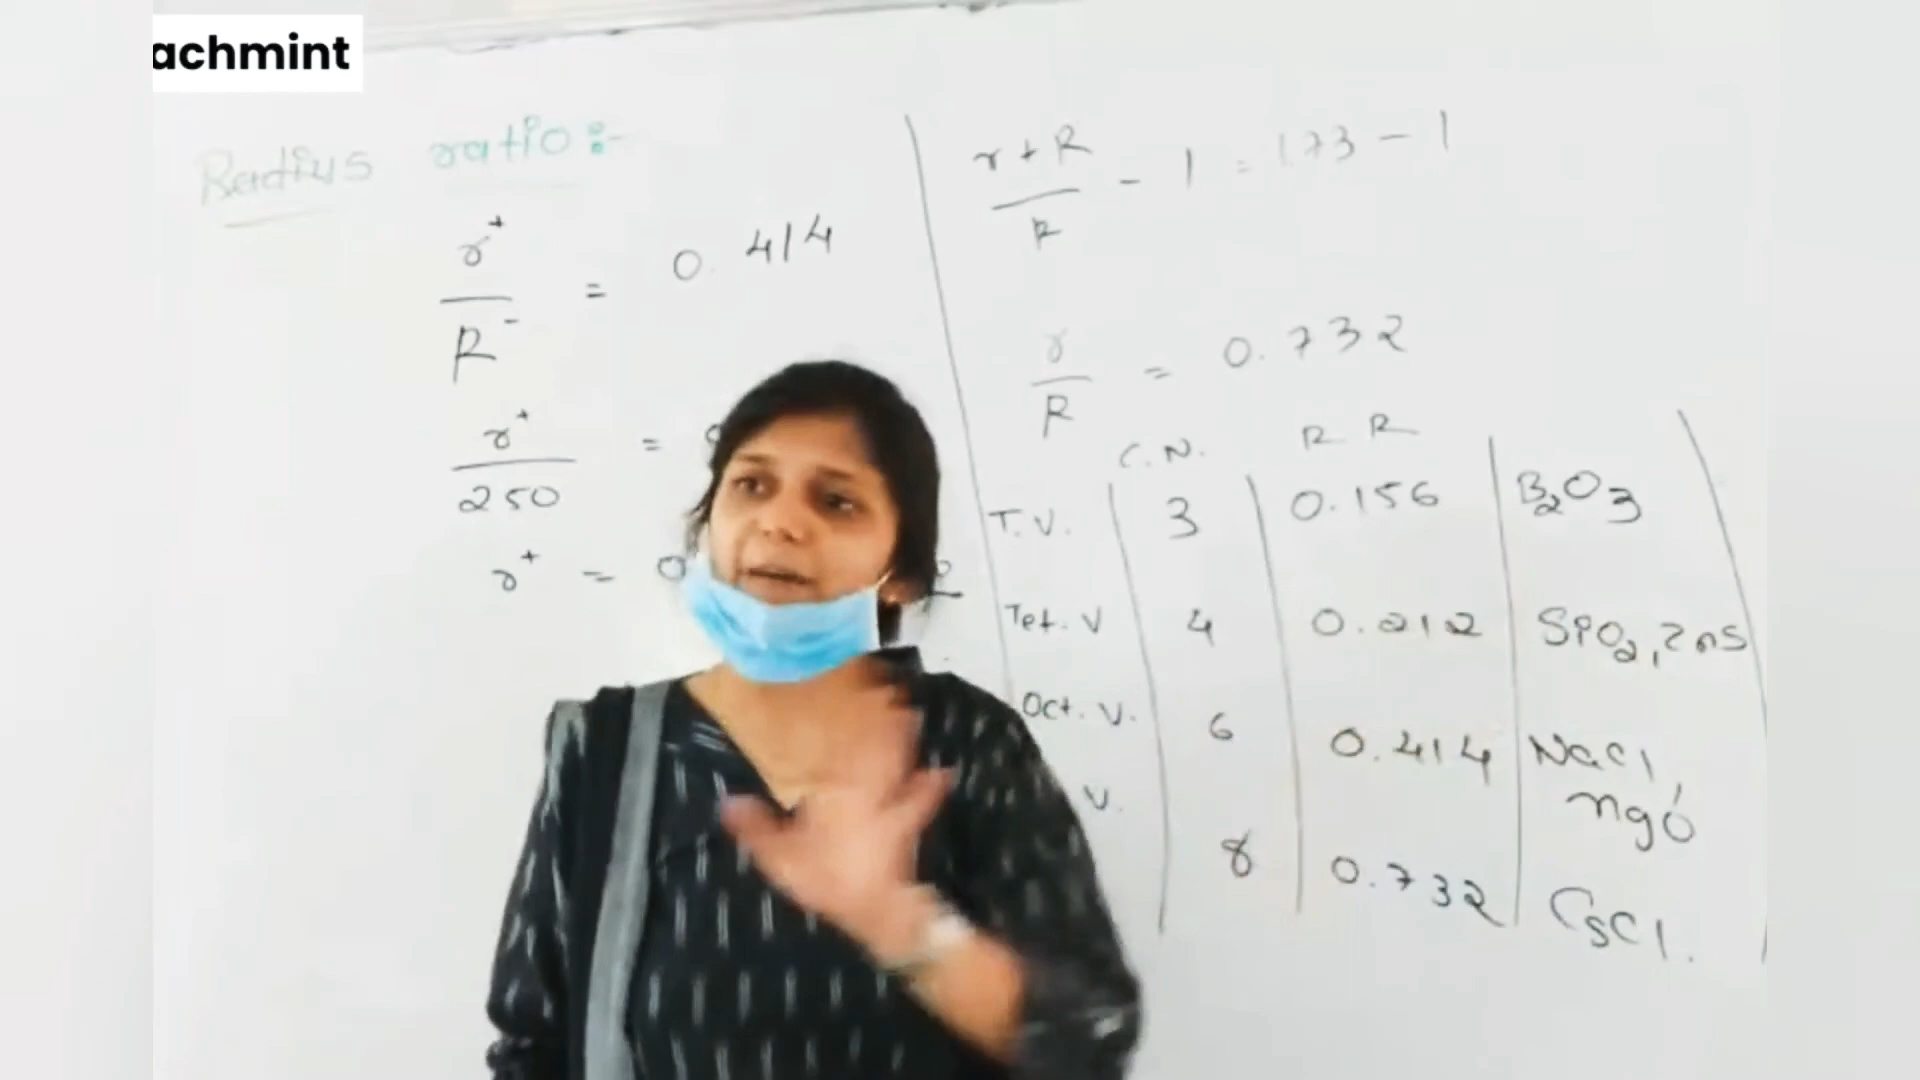 achmint
Radius ratio :-
r⁺/R⁻ = 0.414
r⁺/250 =
r⁺ = 0
r+R/R - 1 = 1.73 - 1
r/R = 0.732
C.N. R R
T.V. 3 0.156 B₂O₃
Tet. V 4 0.212 SiO₂, ZnS
Oct. V. 6 0.414 NaCl,
V. mgo
8 0.732 CsCl.